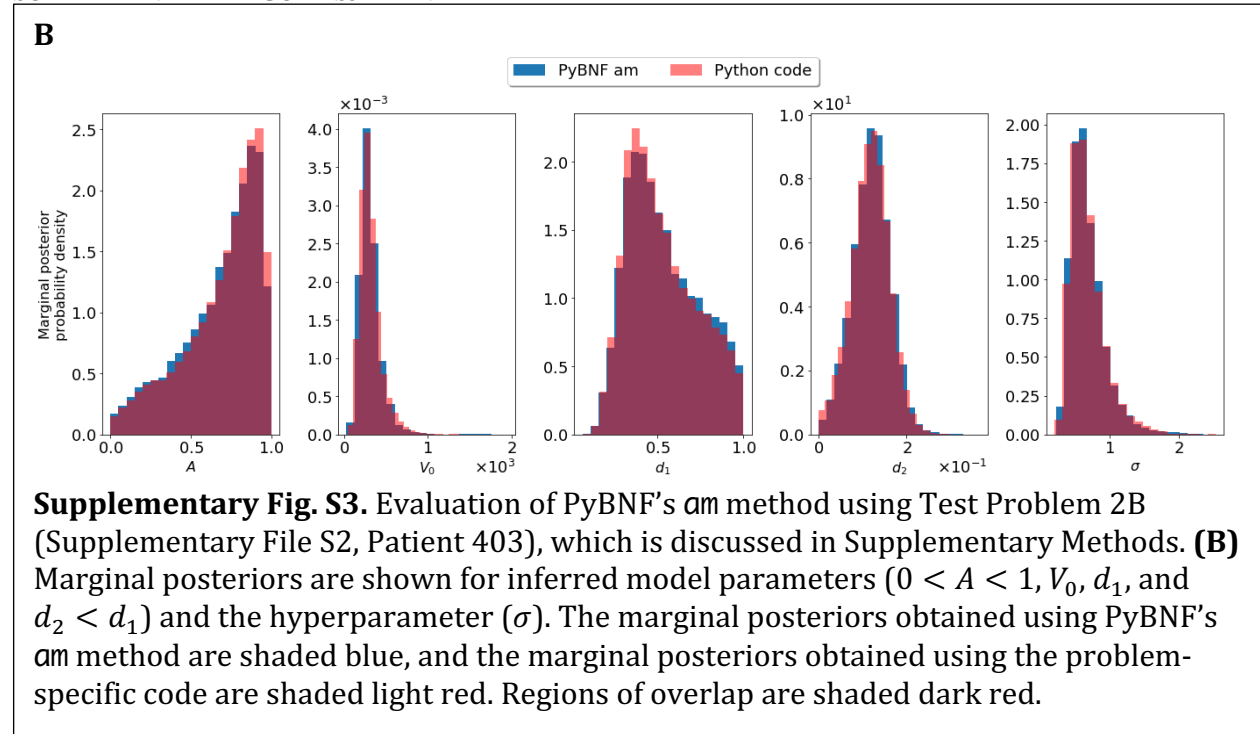 B
PyBNF am Python code
×10⁻³ ×10¹
Marginal posterior
probability density
2.5
2.0
1.5
1.0
0.5
0.0
0.0 0.5 1.0
A
4.0
3.5
3.0
2.5
2.0
1.5
1.0
0.5
0.0
0 1 2
V₀ ×10³
2.0
1.5
1.0
0.5
0.0
0.5 1.0
d₁
1.0
0.8
0.6
0.4
0.2
0.0
0 2
d₂ ×10⁻¹
2.00
1.75
1.50
1.25
1.00
0.75
0.50
0.25
0.00
1 2
σ
Supplementary Fig. S3. Evaluation of PyBNF’s am method using Test Problem 2B
(Supplementary File S2, Patient 403), which is discussed in Supplementary Methods. (B)
Marginal posteriors are shown for inferred model parameters (0 < A < 1, V₀, d₁, and
d₂ < d₁) and the hyperparameter (σ). The marginal posteriors obtained using PyBNF’s
am method are shaded blue, and the marginal posteriors obtained using the problem-
specific code are shaded light red. Regions of overlap are shaded dark red.